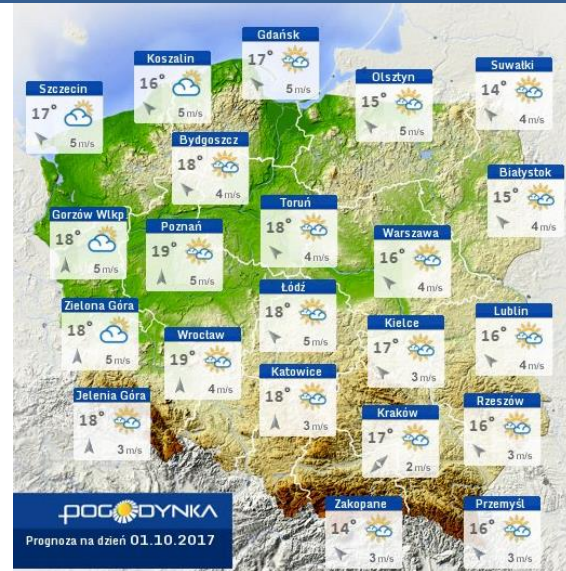 Gdańsk
17°
5 m/s
Koszalin
16°
5 m/s
Suwałki
14°
4 m/s
Olsztyn
15°
5 m/s
Szczecin
17°
5 m/s
Bydgoszcz
18°
4 m/s
Białystok
15°
4 m/s
Toruń
18°
4 m/s
Gorzów Wlkp
18°
5 m/s
Poznań
19°
5 m/s
Warszawa
16°
4 m/s
Łódź
18°
5 m/s
Zielona Góra
18°
5 m/s
Lublin
16°
4 m/s
Kielce
17°
3 m/s
Wrocław
19°
4 m/s
Katowice
18°
3 m/s
Jelenia Góra
18°
3 m/s
Rzeszów
16°
3 m/s
Kraków
17°
2 m/s
Zakopane
14°
3 m/s
Przemyśl
16°
3 m/s
POGODYNKA
Prognoza na dzień 01.10.2017